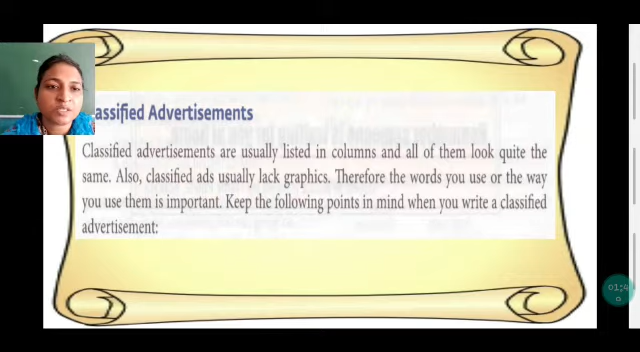 assified Advertisements
Classified advertisements are usually listed in columns and all of them look quite the
same. Also, classified ads usually lack graphics. Therefore the words you use or the way
you use them is important. Keep the following points in mind when you write a classified
advertisement: